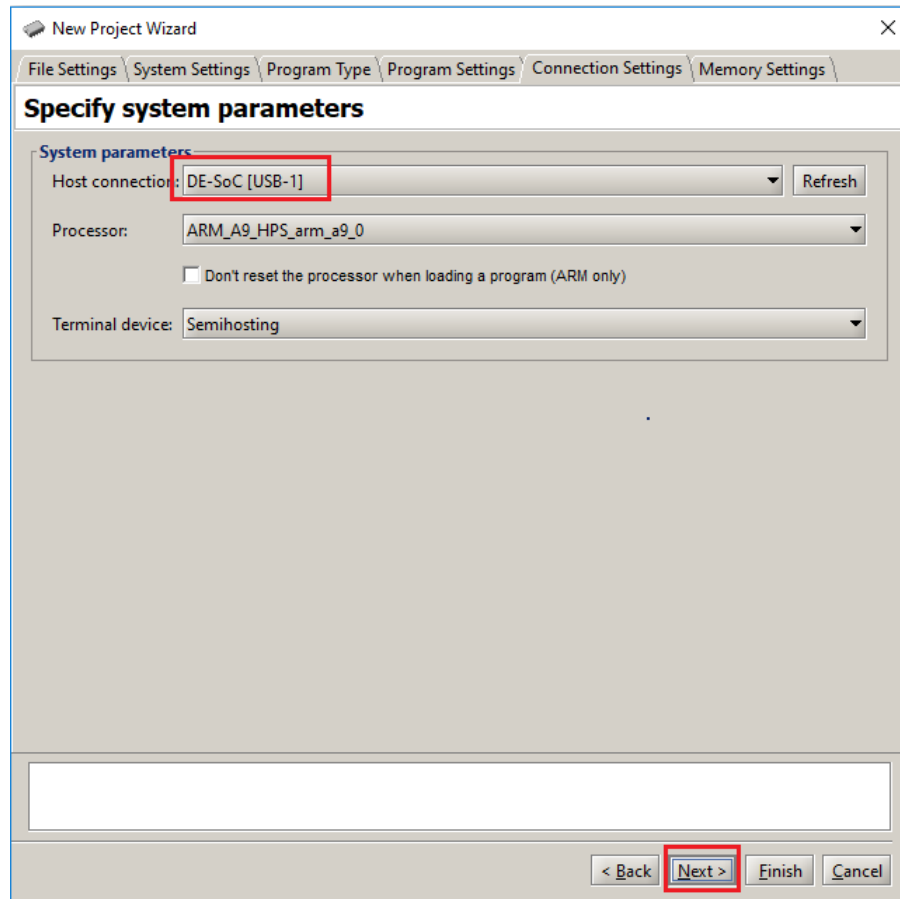 New Project Wizard
File Settings System Settings Program Type Program Settings Connection Settings Memory Settings
Specify system parameters
System parameters
Host connection: DE-SoC [USB-1] Refresh
Processor: ARM_A9_HPS_arm_a9_0
Don't reset the processor when loading a program (ARM only)
Terminal device: Semihosting
< Back Next > Finish Cancel